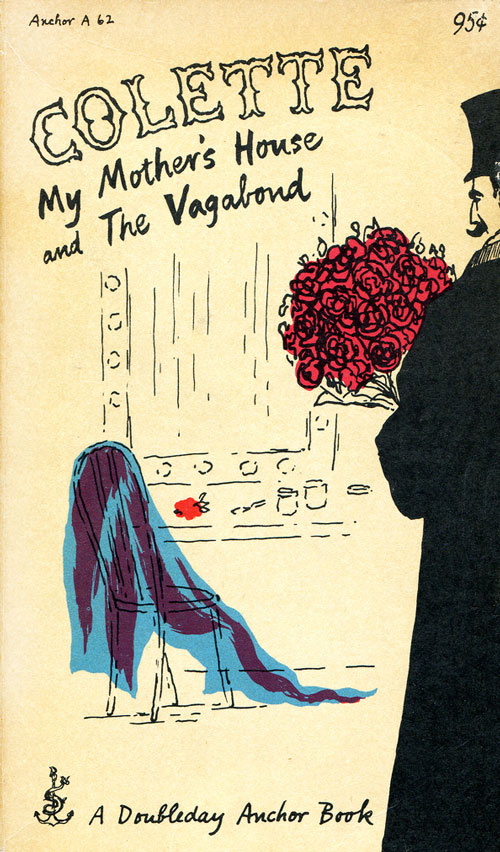 Anchor A 62
95¢
COLETTE
My Mother's House
and The Vagabond
A Doubleday Anchor Book